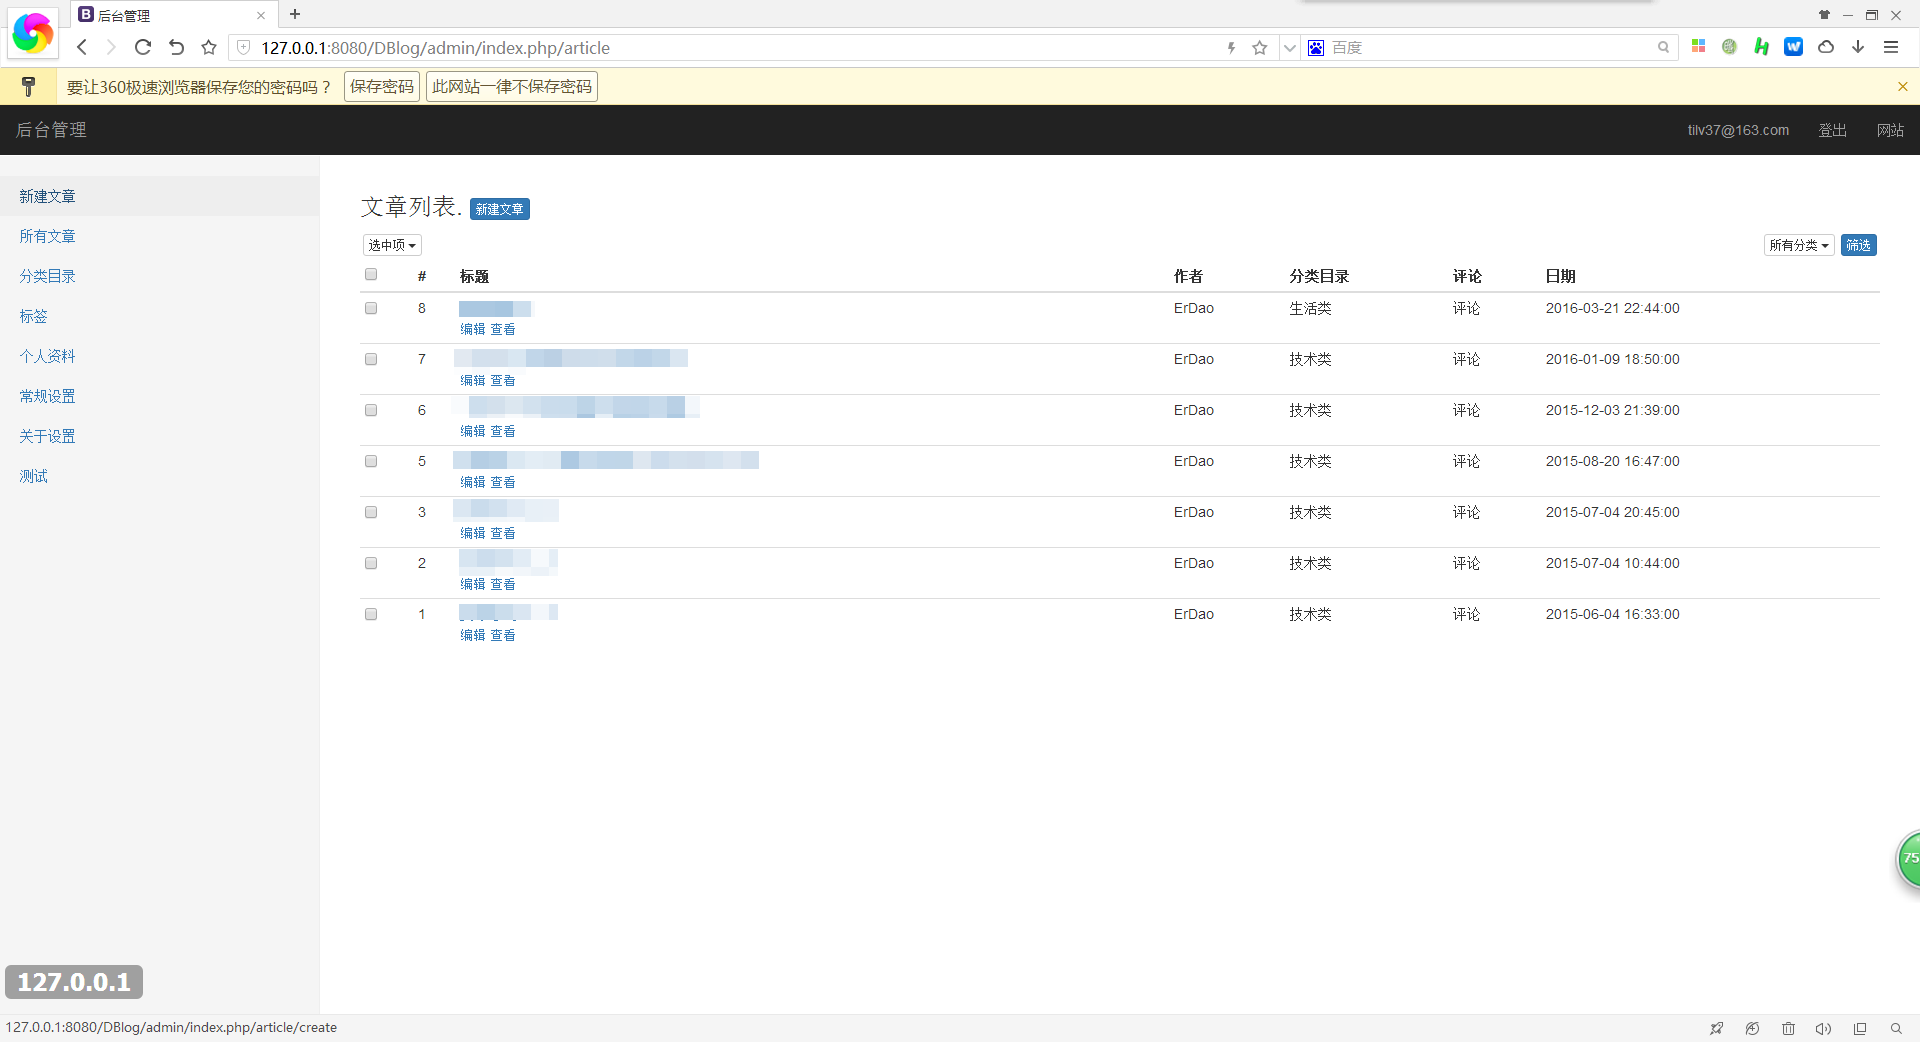 后台管理
127.0.0.1:8080/DBlog/admin/index.php/article
百度
要让360极速浏览器保存您的密码吗？ 保存密码 此网站一律不保存密码
后台管理 tilv37@163.com 登出 网站
新建文章
所有文章
分类目录
标签
个人资料
常规设置
关于设置
测试
文章列表. 新建文章
选中项 所有分类 筛选
# 标题 作者 分类目录 评论 日期
8 ErDao 生活类 评论 2016-03-21 22:44:00
编辑 查看
7 ErDao 技术类 评论 2016-01-09 18:50:00
编辑 查看
6 ErDao 技术类 评论 2015-12-03 21:39:00
编辑 查看
5 ErDao 技术类 评论 2015-08-20 16:47:00
编辑 查看
3 ErDao 技术类 评论 2015-07-04 20:45:00
编辑 查看
2 ErDao 技术类 评论 2015-07-04 10:44:00
编辑 查看
1 ErDao 技术类 评论 2015-06-04 16:33:00
编辑 查看
75
127.0.0.1
127.0.0.1:8080/DBlog/admin/index.php/article/create